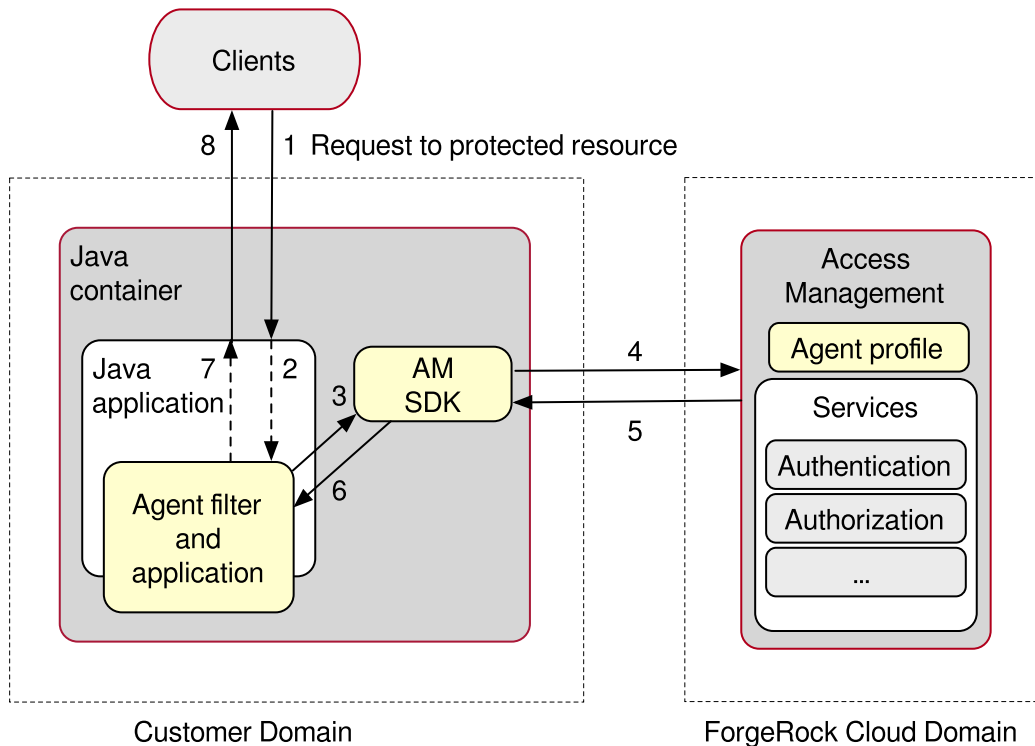 Clients
8
1 Request to protected resource
Java
container
Access
Management
Agent profile
Java
application
7
2
3
AM
SDK
4
5
6
Services
Authentication
Authorization
...
Agent filter
and
application
Customer Domain
ForgeRock Cloud Domain